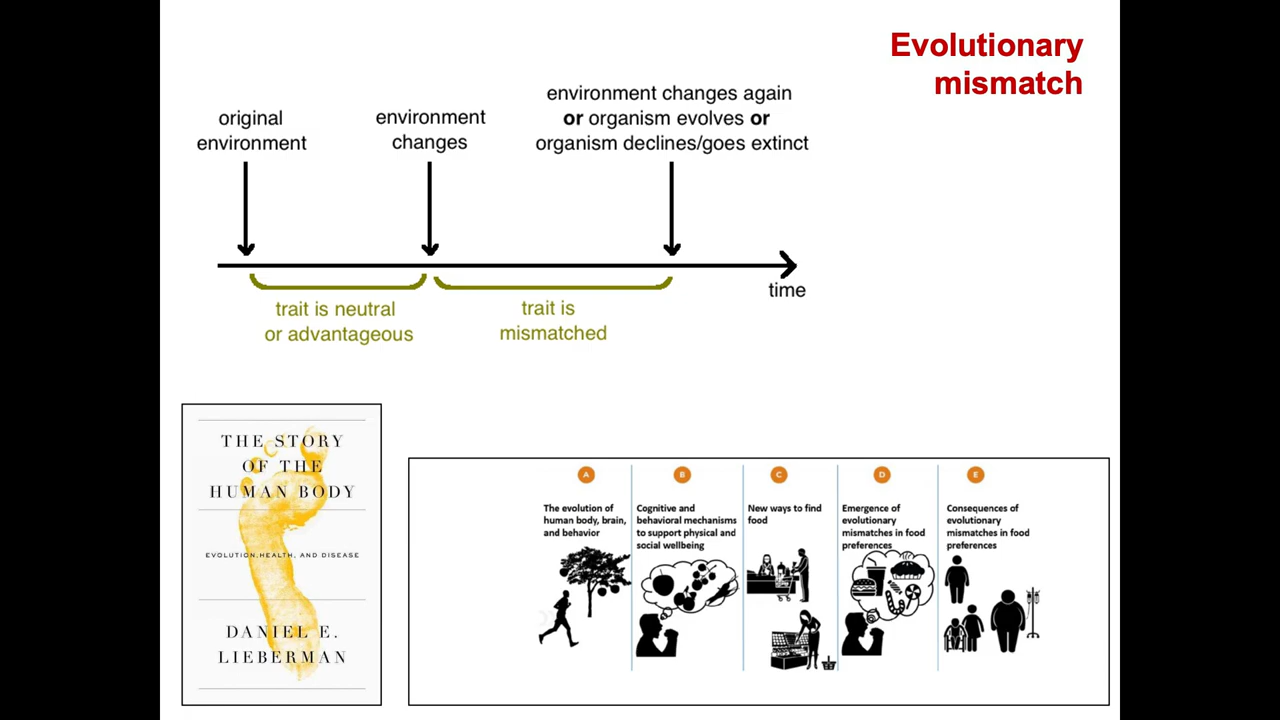 Evolutionary
mismatch
original
environment
environment
changes
environment changes again
or organism evolves or
organism declines/goes extinct
time
trait is neutral
or advantageous
trait is
mismatched
THE STORY
OF THE
HUMAN BODY
EVOLUTION, HEALTH, AND DISEASE
DANIEL E.
LIEBERMAN
A
The evolution of
human body, brain,
and behavior
B
Cognitive and
behavioral mechanisms
to support physical and
social wellbeing
C
New ways to find
food
D
Emergence of
evolutionary
mismatches in food
preferences
E
Consequences of
evolutionary
mismatches in food
preferences